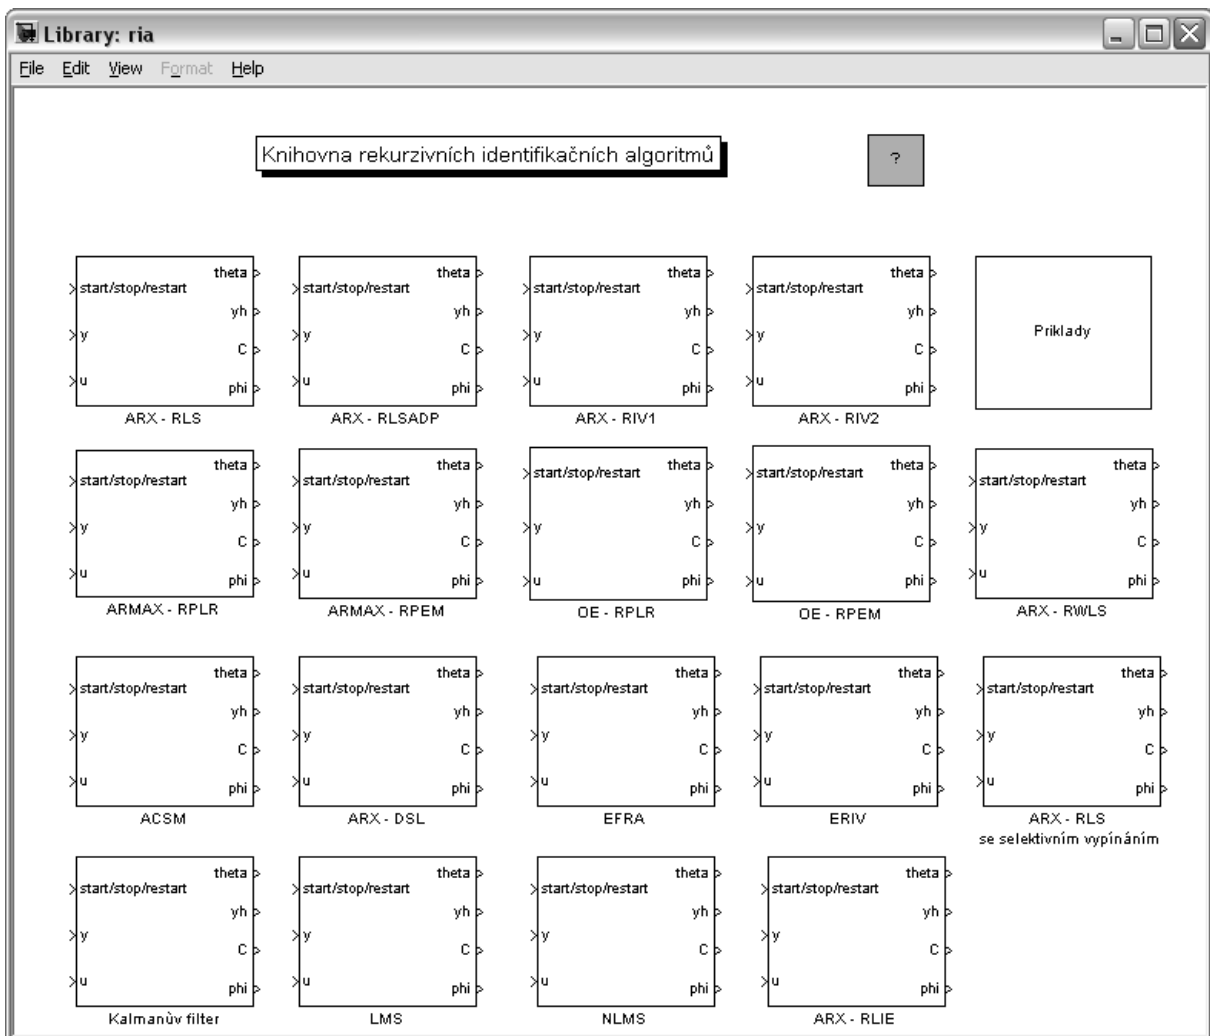 Library: ria
File Edit View Format Help
Knihovna rekurzivních identifikačních algoritmů
?
start/stop/restart
y
u
theta
yh
C
phi
ARX - RLS
start/stop/restart
y
u
theta
yh
C
phi
ARX - RLSADP
start/stop/restart
y
u
theta
yh
C
phi
ARX - RIV1
start/stop/restart
y
u
theta
yh
C
phi
ARX - RIV2
Priklady
start/stop/restart
y
u
theta
yh
C
phi
ARMAX - RPLR
start/stop/restart
y
u
theta
yh
C
phi
ARMAX - RPEM
start/stop/restart
y
u
theta
yh
C
phi
OE - RPLR
start/stop/restart
y
u
theta
yh
C
phi
OE - RPEM
start/stop/restart
y
u
theta
yh
C
phi
ARX - RWLS
start/stop/restart
y
u
theta
yh
C
phi
ACSM
start/stop/restart
y
u
theta
yh
C
phi
ARX - DSL
start/stop/restart
y
u
theta
yh
C
phi
EFRA
start/stop/restart
y
u
theta
yh
C
phi
ERIV
start/stop/restart
y
u
theta
yh
C
phi
ARX - RLS
se selektivním vypínáním
start/stop/restart
y
u
theta
yh
C
phi
Kalmanův filter
start/stop/restart
y
u
theta
yh
C
phi
LMS
start/stop/restart
y
u
theta
yh
C
phi
NLMS
start/stop/restart
y
u
theta
yh
C
phi
ARX - RLIE